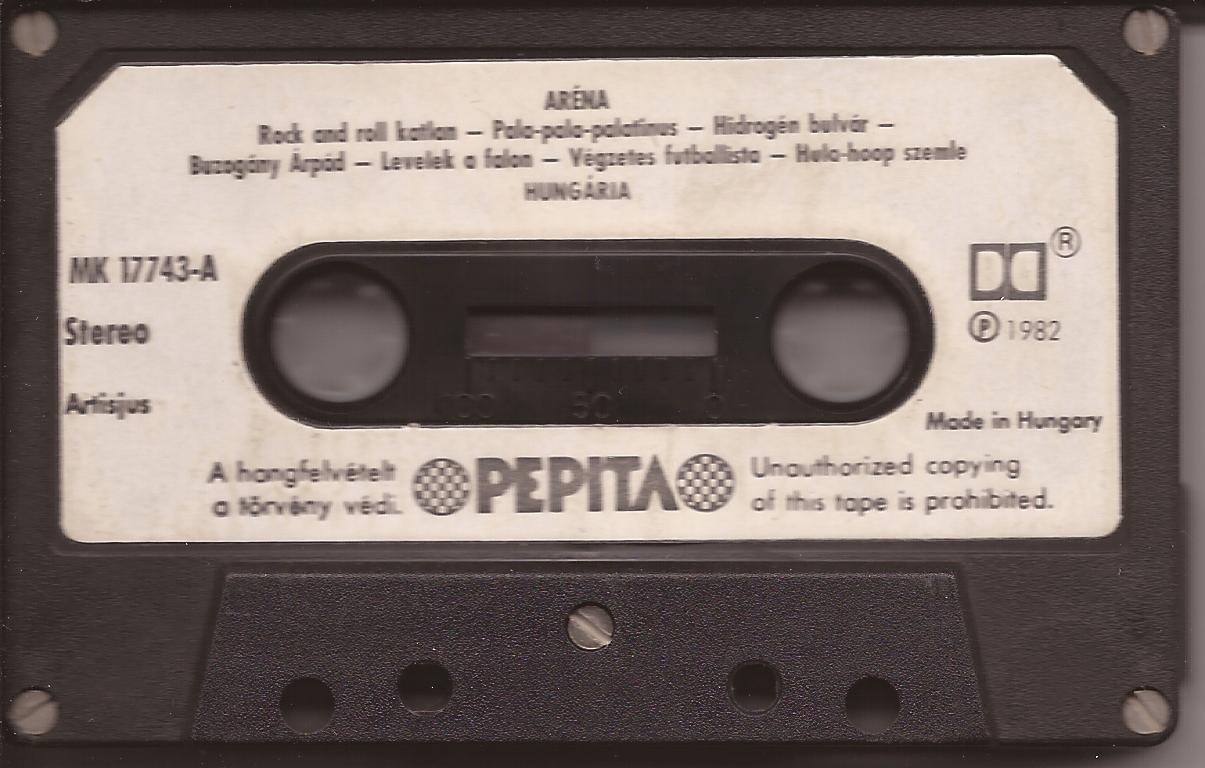 ARÉNA
Rock and roll katlan – Pala-pala-palatinus – Hidrogén bulvár –
Buzogány Árpád – Levelek a falon – Végzetes futballista – Hula-hoop szemle
HUNGÁRIA
MK 17743-A
®
Stereo
Ⓟ 1982
Artisjus
100 50 0
Made in Hungary
A hangfelvételt
a törvény védi.
PEPITA
Unauthorized copying
of this tape is prohibited.